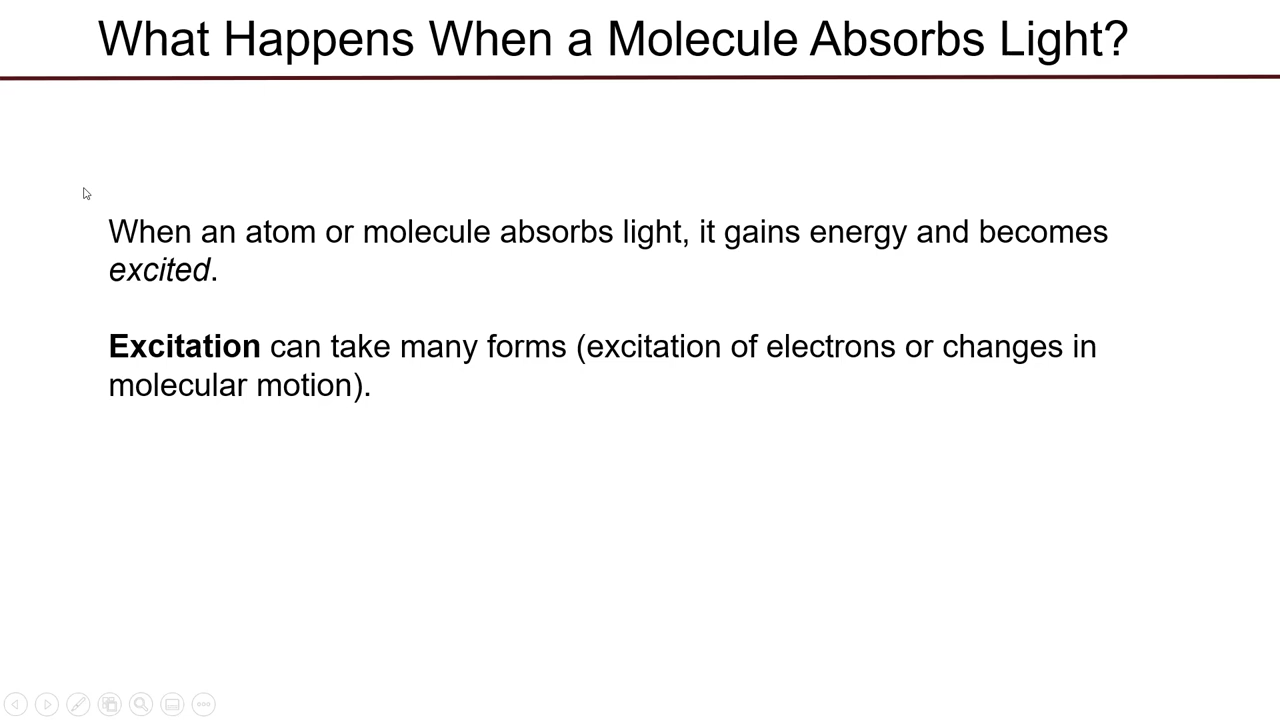 What Happens When a Molecule Absorbs Light?
When an atom or molecule absorbs light, it gains energy and becomes
excited.
Excitation can take many forms (excitation of electrons or changes in
molecular motion).